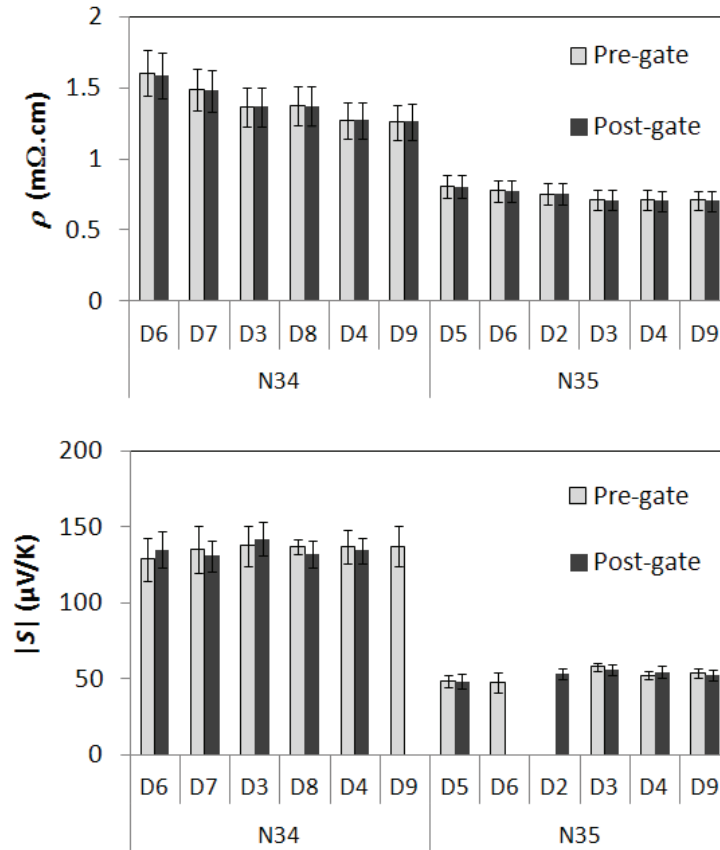 2
1.5
1
0.5
0
ρ (mΩ.cm)
Pre-gate
Post-gate
D6 D7 D3 D8 D4 D9 D5 D6 D2 D3 D4 D9
N34 N35
200
150
100
50
0
|S| (µV/K)
Pre-gate
Post-gate
D6 D7 D3 D8 D4 D9 D5 D6 D2 D3 D4 D9
N34 N35